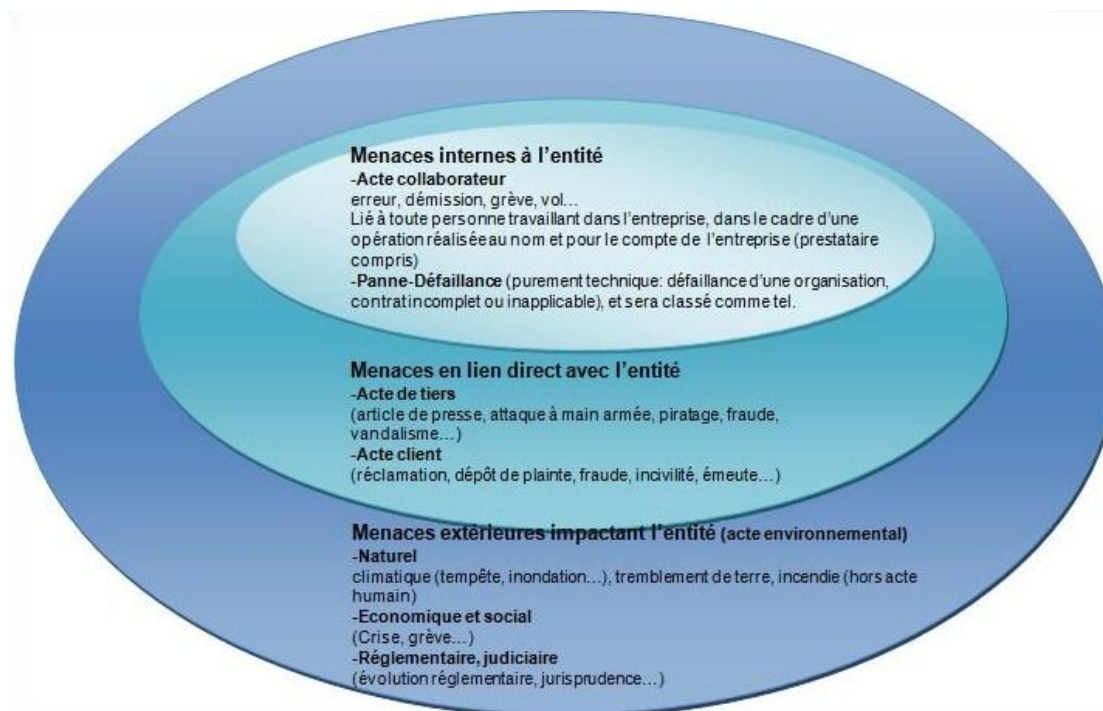 Menaces internes à l'entité
-Acte collaborateur
erreur, démission, grève, vol...
Lié à toute personne travaillant dans l'entreprise, dans le cadre d'une
opération réalisée au nom et pour le compte de l'entreprise (prestataire
compris)
-Panne-Défaillance (purement technique: défaillance d'une organisation,
contrat incomplet ou inapplicable), et sera classé comme tel.
Menaces en lien direct avec l'entité
-Acte de tiers
(article de presse, attaque à main armée, piratage, fraude,
vandalisme...)
-Acte client
(réclamation, dépôt de plainte, fraude, incivilité, émeute...)
Menaces extérieures impactant l'entité (acte environnemental)
-Naturel
climatique (tempête, inondation...), tremblement de terre, incendie (hors acte
humain)
-Economique et social
(Crise, grève...)
-Réglementaire, judiciaire
(évolution réglementaire, jurisprudence...)